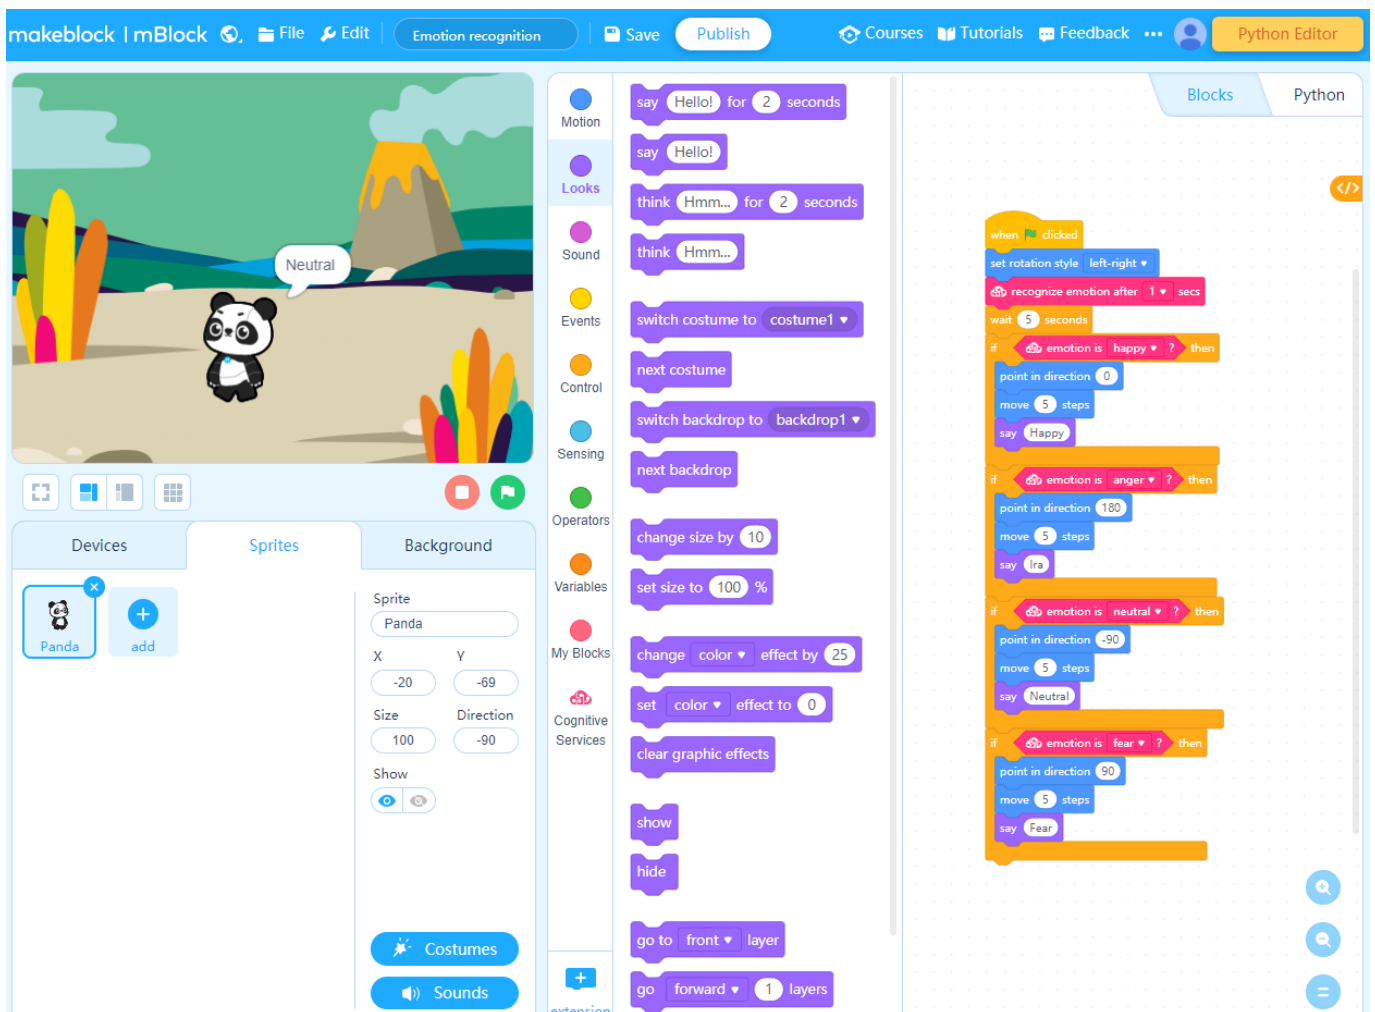 makeblock | mBlock File Edit Emotion recognition Save Publish Courses Tutorials Feedback ••• Python Editor
Neutral
Devices Sprites Background
Panda
add
Sprite
Panda
X Y
-20 -69
Size Direction
100 -90
Show
Costumes
Sounds
Motion
Looks
Sound
Events
Control
Sensing
Operators
Variables
My Blocks
Cognitive
Services
extension
say Hello! for 2 seconds
say Hello!
think Hmm... for 2 seconds
think Hmm...
switch costume to costume1
next costume
switch backdrop to backdrop1
next backdrop
change size by 10
set size to 100 %
change color effect by 25
set color effect to 0
clear graphic effects
show
hide
go to front layer
go forward 1 layers
Blocks Python
</>
when clicked
set rotation style left-right
recognize emotion after 1 secs
wait 5 seconds
if emotion is happy ? then
point in direction 0
move 5 steps
say Happy
if emotion is anger ? then
point in direction 180
move 5 steps
say Ira
if emotion is neutral ? then
point in direction -90
move 5 steps
say Neutral
if emotion is fear ? then
point in direction 90
move 5 steps
say Fear